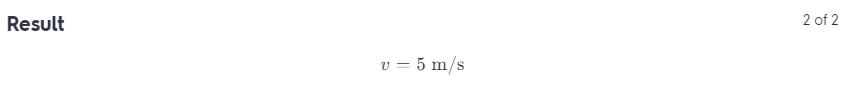 Result
2 of 2
v = 5 m/s